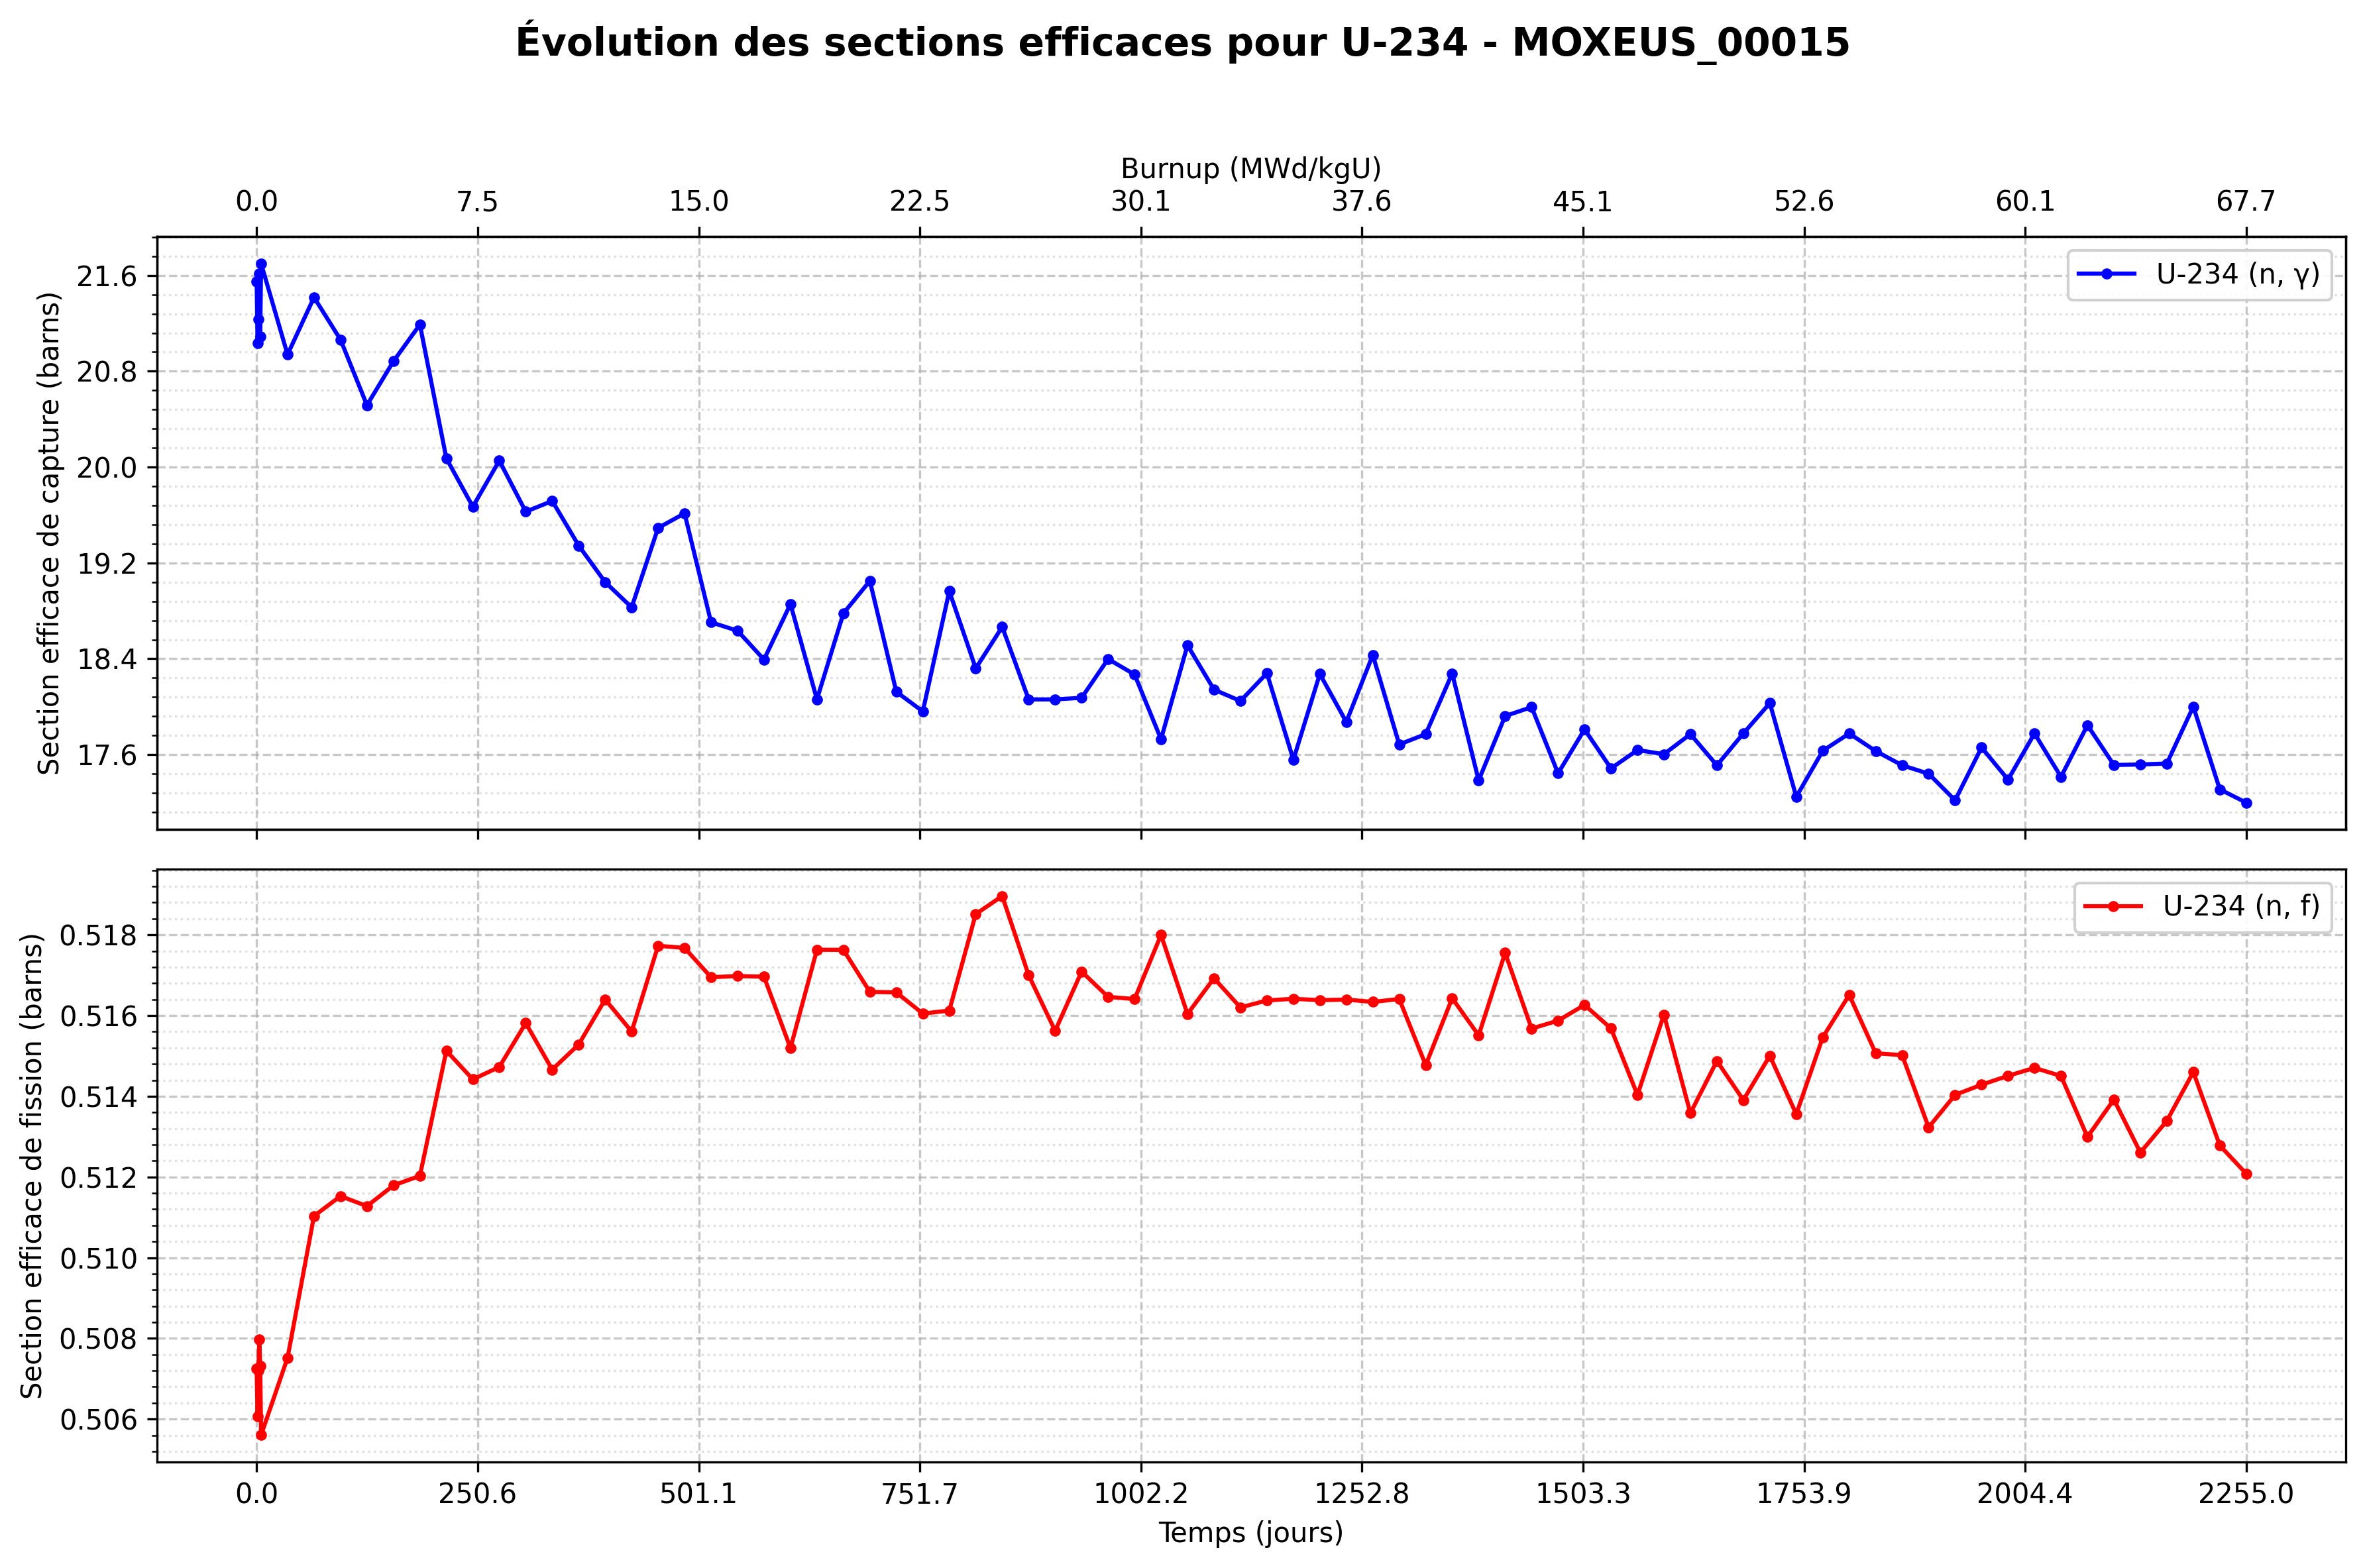 Évolution des sections efficaces pour U-234 - MOXEUS_00015
Burnup (MWd/kgU)
0.0 7.5 15.0 22.5 30.1 37.6 45.1 52.6 60.1 67.7
Section efficace de capture (barns)
21.6
20.8
20.0
19.2
18.4
17.6
U-234 (n, γ)
Section efficace de fission (barns)
0.518
0.516
0.514
0.512
0.510
0.508
0.506
U-234 (n, f)
0.0 250.6 501.1 751.7 1002.2 1252.8 1503.3 1753.9 2004.4 2255.0
Temps (jours)